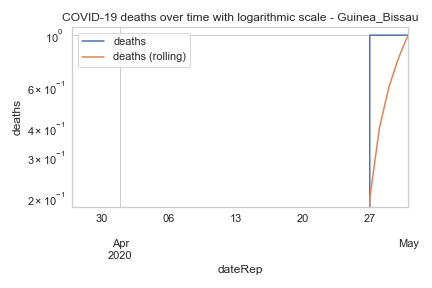 COVID-19 deaths over time with logarithmic scale - Guinea_Bissau
deaths
deaths (rolling)
10⁰
6 × 10⁻¹
4 × 10⁻¹
3 × 10⁻¹
2 × 10⁻¹
deaths
30 06 13 20 27
Apr May
2020
dateRep